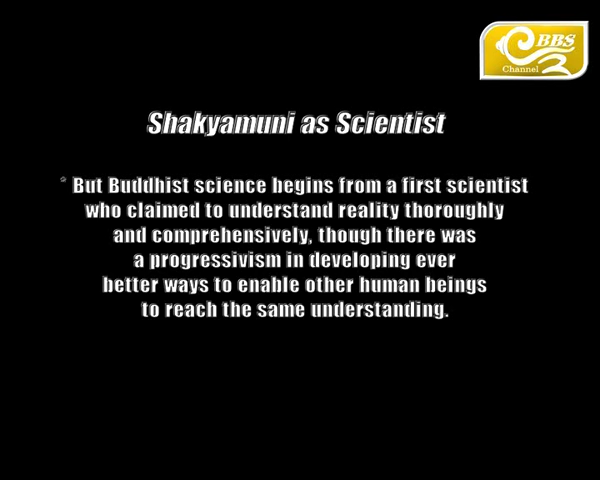 BBS
Channel 2
Shakyamuni as Scientist
* But Buddhist science begins from a first scientist
who claimed to understand reality thoroughly
and comprehensively, though there was
a progressivism in developing ever
better ways to enable other human beings
to reach the same understanding.